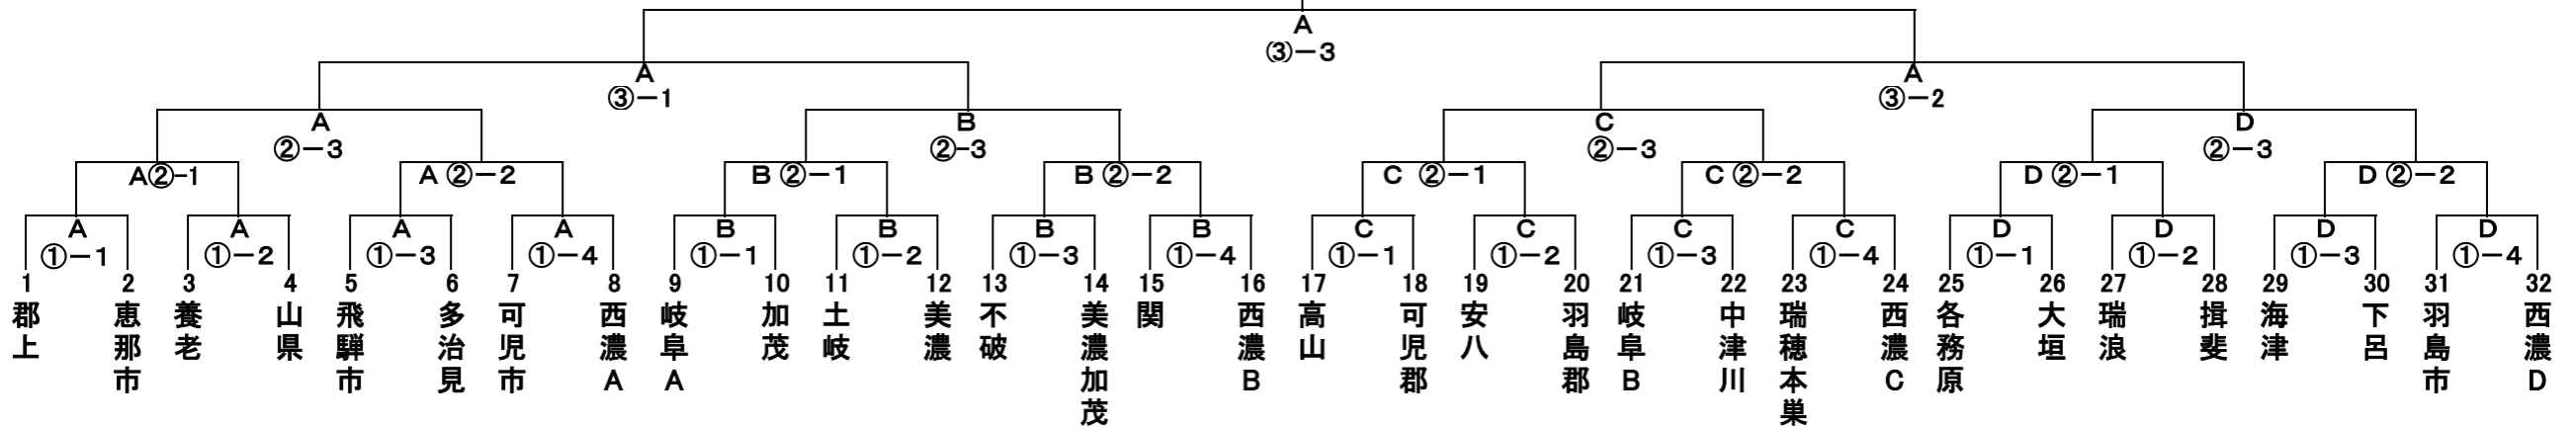 A
③－3
A
③－1
A
③－2
A
②－3
B
②-3
C
②－3
D
②－3
A②-1
A ②－2
B ②－1
B ②－2
C ②－1
C ②－2
D ②－1
D ②－2
A
①－1
A
①－2
A
①－3
A
①－4
B
①－1
B
①－2
B
①－3
B
①－4
C
①－1
C
①－2
C
①－3
C
①－4
D
①－1
D
①－2
D
①－3
D
①－4
1
郡上
2
恵那市
3
養老
4
山県
5
飛騨市
6
多治見
7
可児市
8
西濃A
9
岐阜A
10
加茂
11
土岐
12
美濃
13
不破
14
美濃加茂
15
関
16
西濃B
17
高山
18
可児郡
19
安八
20
羽島郡
21
岐阜B
22
中津川
23
瑞穂本巣
24
西濃C
25
各務原
26
大垣
27
瑞浪
28
揖斐
29
海津
30
下呂
31
羽島市
32
西濃D